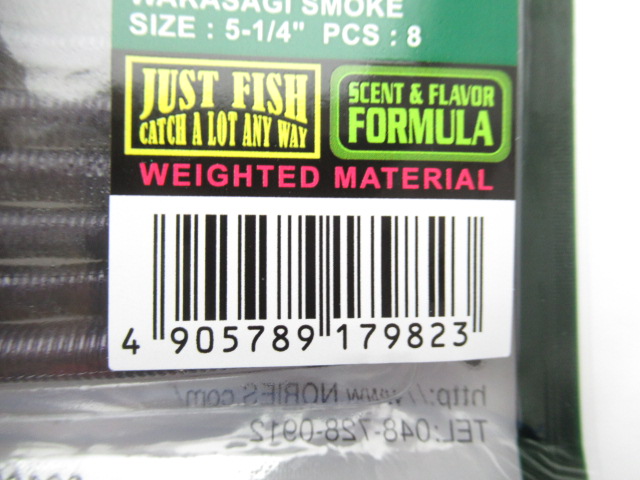 WAKASAGI SMOKE
SIZE : 5-1/4" PCS : 8
JUST FISH
CATCH A LOT ANY WAY
SCENT & FLAVOR
FORMULA
WEIGHTED MATERIAL
4 905789 179823
http://www.NORIES.com/
TEL:048-728-0912